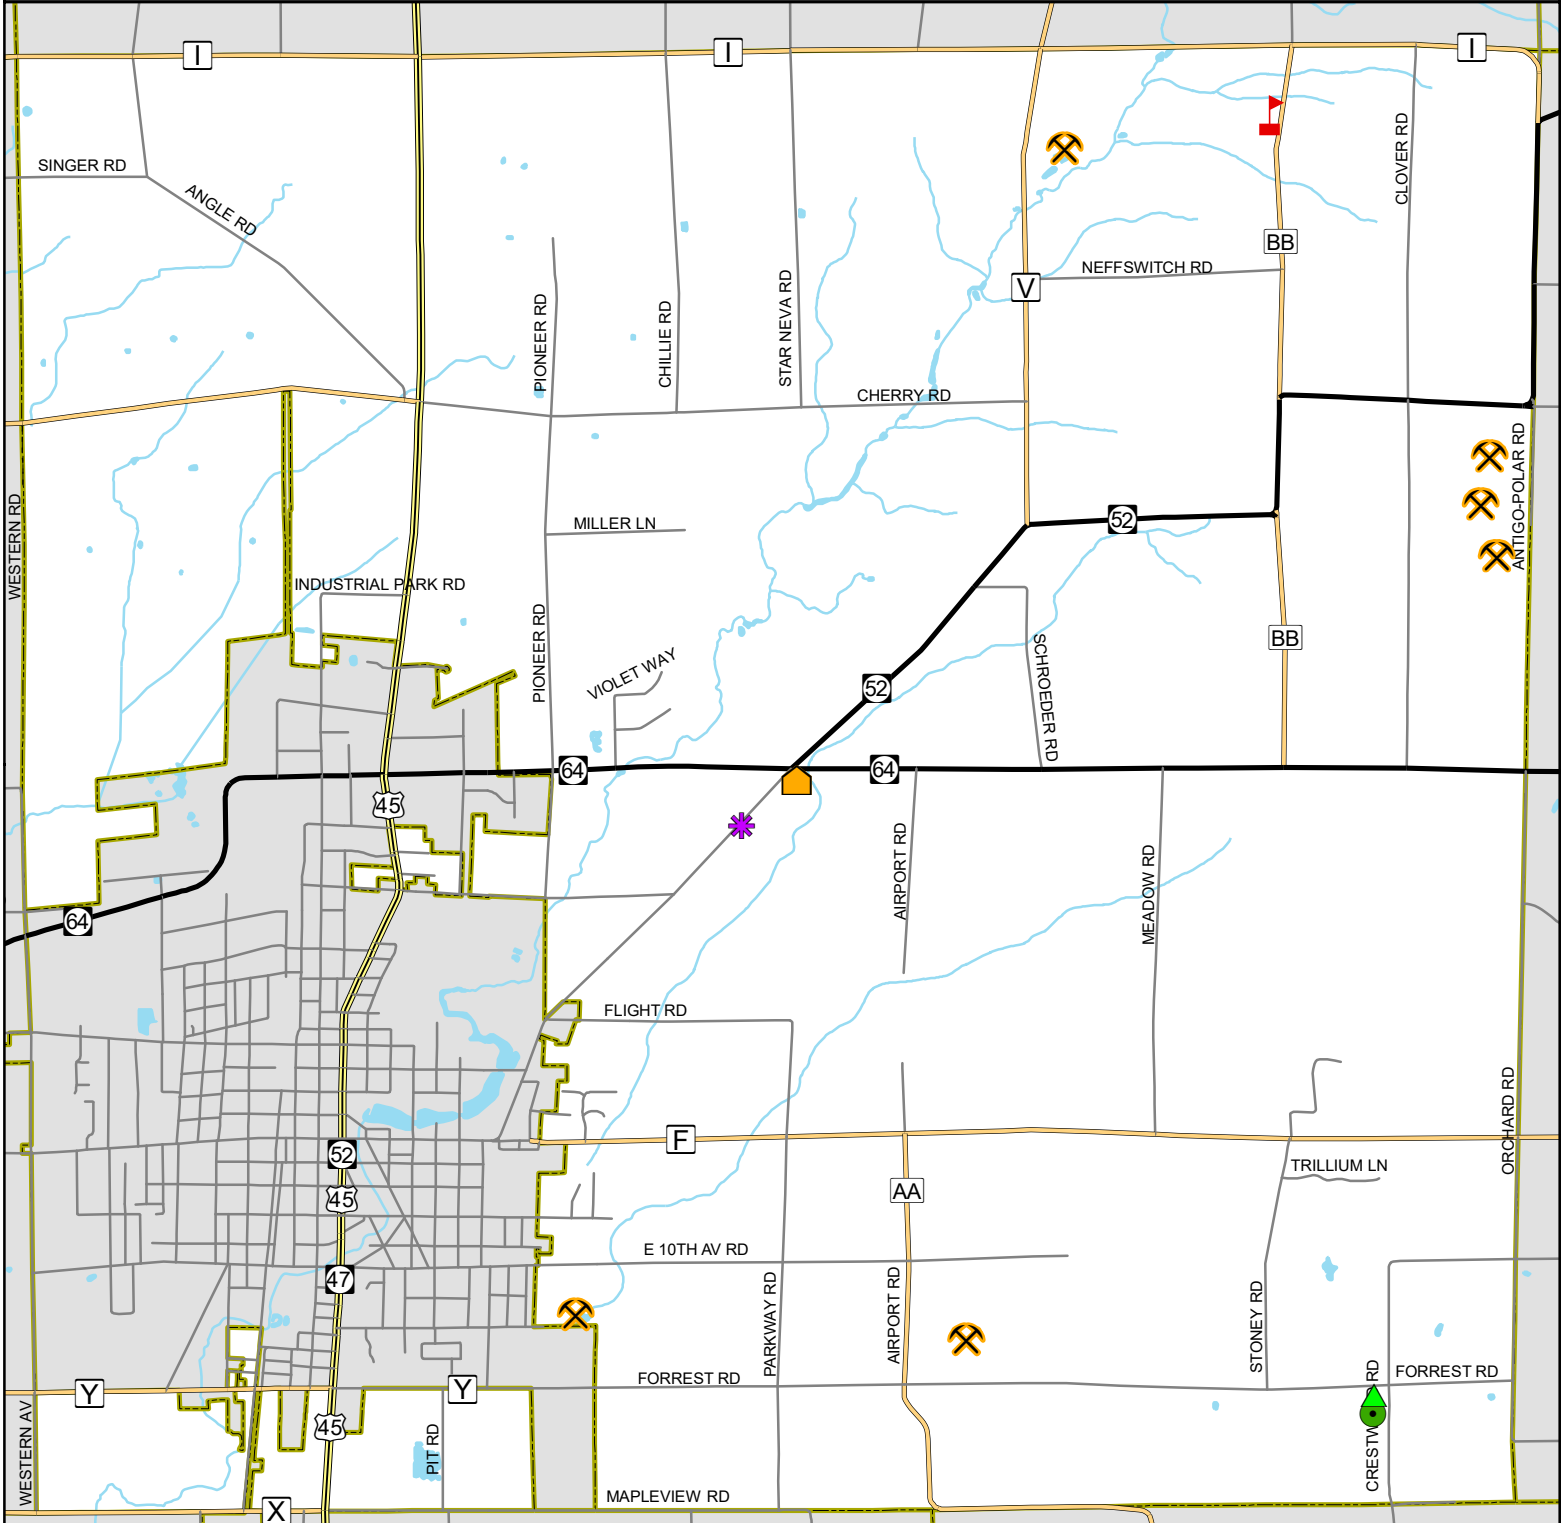 I
I
I
SINGER RD
ANGLE RD
CLOVER RD
BB
NEFFSWITCH RD
V
PIONEER RD
CHILLIE RD
STAR NEVA RD
CHERRY RD
WESTERN RD
ANTIGO-POLAR RD
MILLER LN
52
INDUSTRIAL PARK RD
PIONEER RD
VIOLET WAY
SCHROEDER RD
BB
52
64
64
45
AIRPORT RD
MEADOW RD
64
FLIGHT RD
ORCHARD RD
F
52
TRILLIUM LN
45
AA
E 10TH AV RD
47
PARKWAY RD
AIRPORT RD
STONEY RD
FORREST RD
FORREST RD
Y
Y
45
WESTERN AV
PIT RD
MAPLEVIEW RD
X